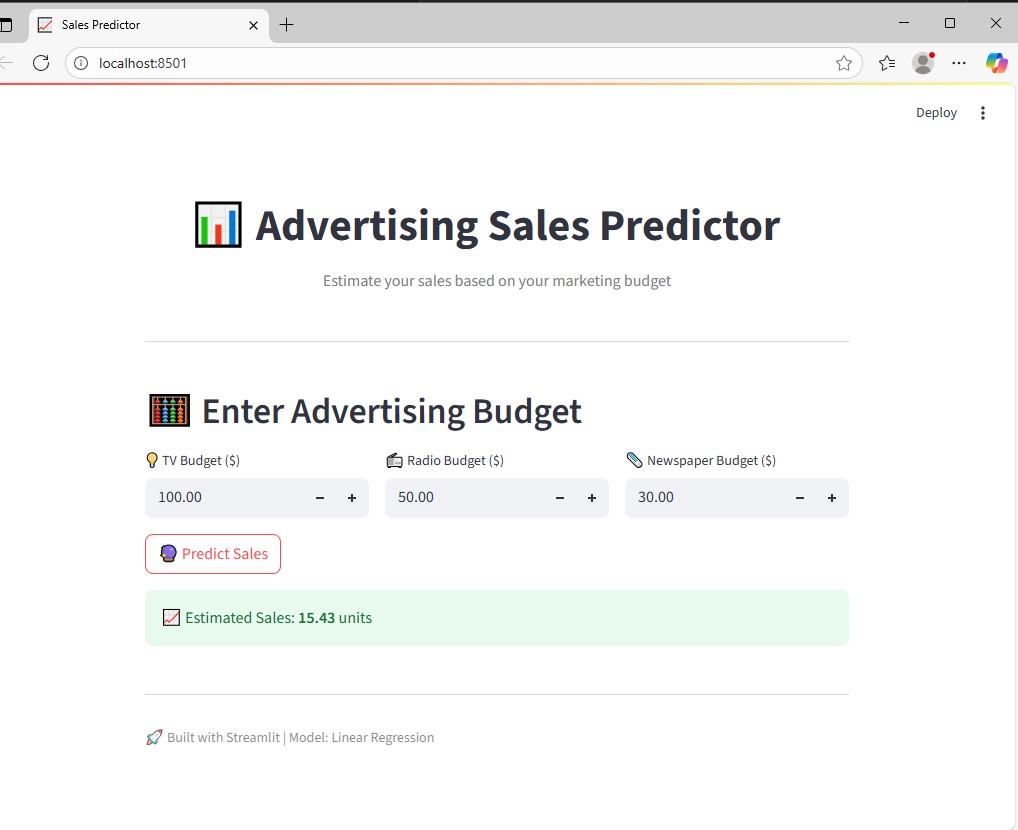 Sales Predictor
localhost:8501
Deploy
Advertising Sales Predictor
Estimate your sales based on your marketing budget
Enter Advertising Budget
TV Budget ($) Radio Budget ($) Newspaper Budget ($)
100.00 − + 50.00 − + 30.00 − +
Predict Sales
Estimated Sales: 15.43 units
Built with Streamlit | Model: Linear Regression